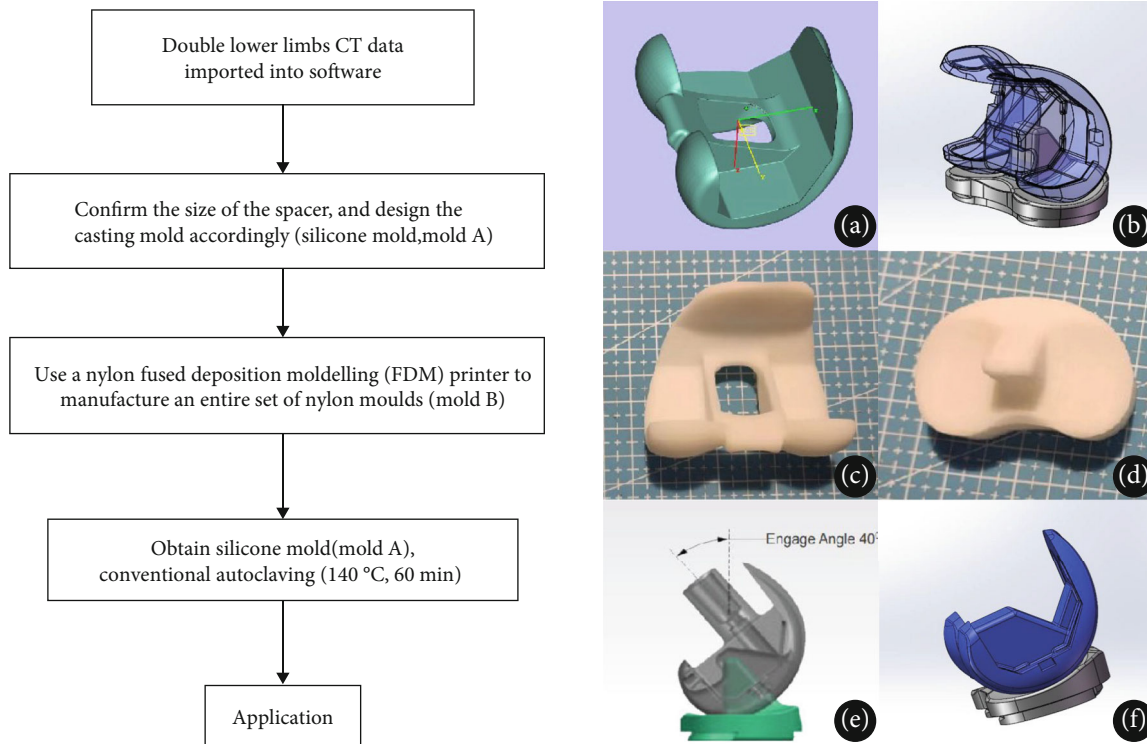 Double lower limbs CT data
imported into software
Confirm the size of the spacer, and design the
casting mold accordingly (silicone mold,mold A)
Use a nylon fused deposition moldelling (FDM) printer to
manufacture an entire set of nylon moulds (mold B)
Obtain silicone mold(mold A),
conventional autoclaving (140 °C, 60 min)
Application
(a)
(b)
(c)
(d)
Engage Angle 40°
(e)
(f)